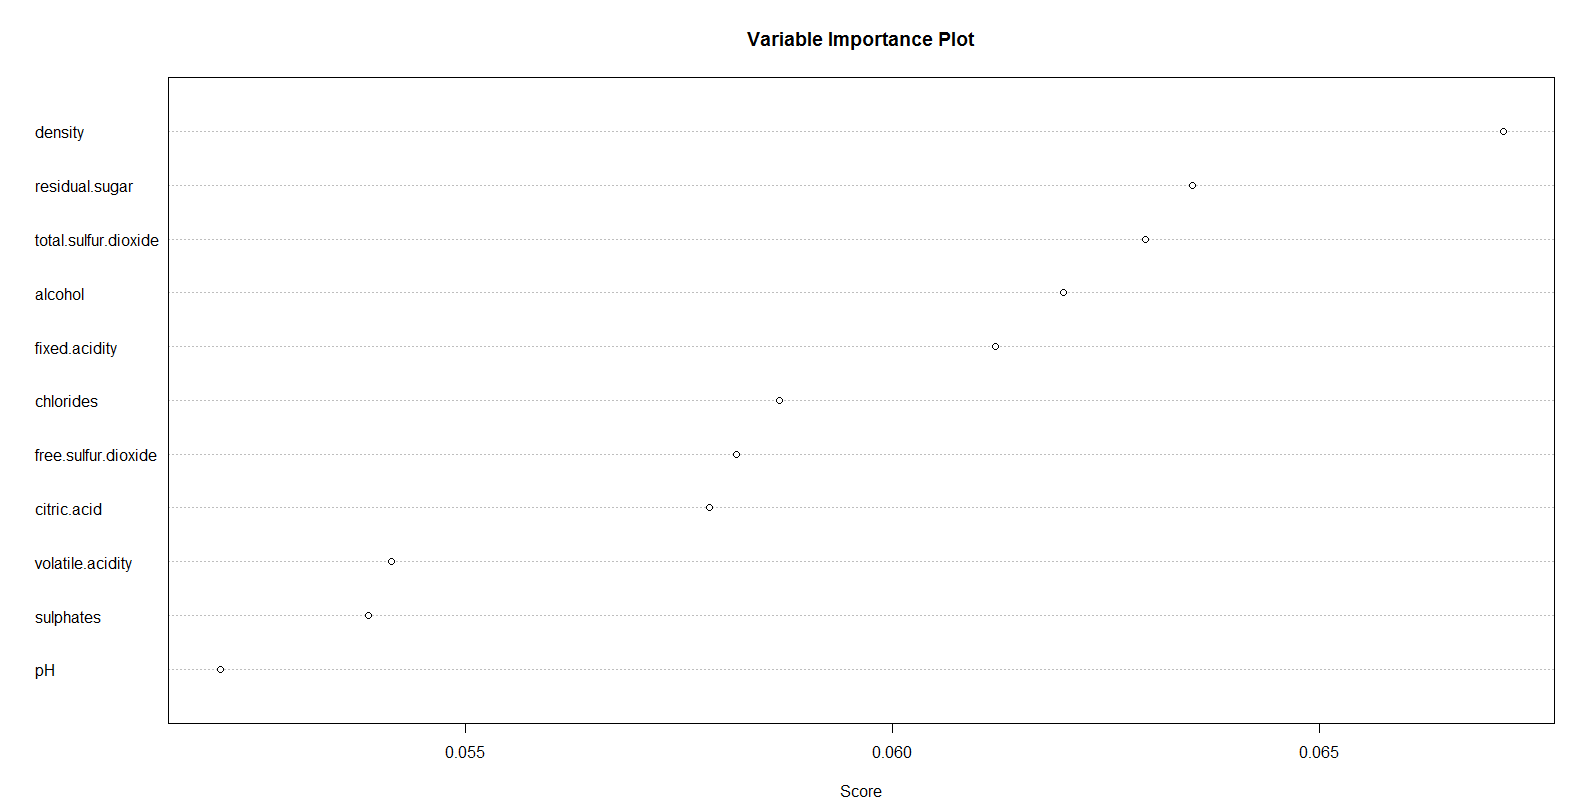 Variable Importance Plot
density
residual.sugar
total.sulfur.dioxide
alcohol
fixed.acidity
chlorides
free.sulfur.dioxide
citric.acid
volatile.acidity
sulphates
pH
0.055 0.060 0.065
Score